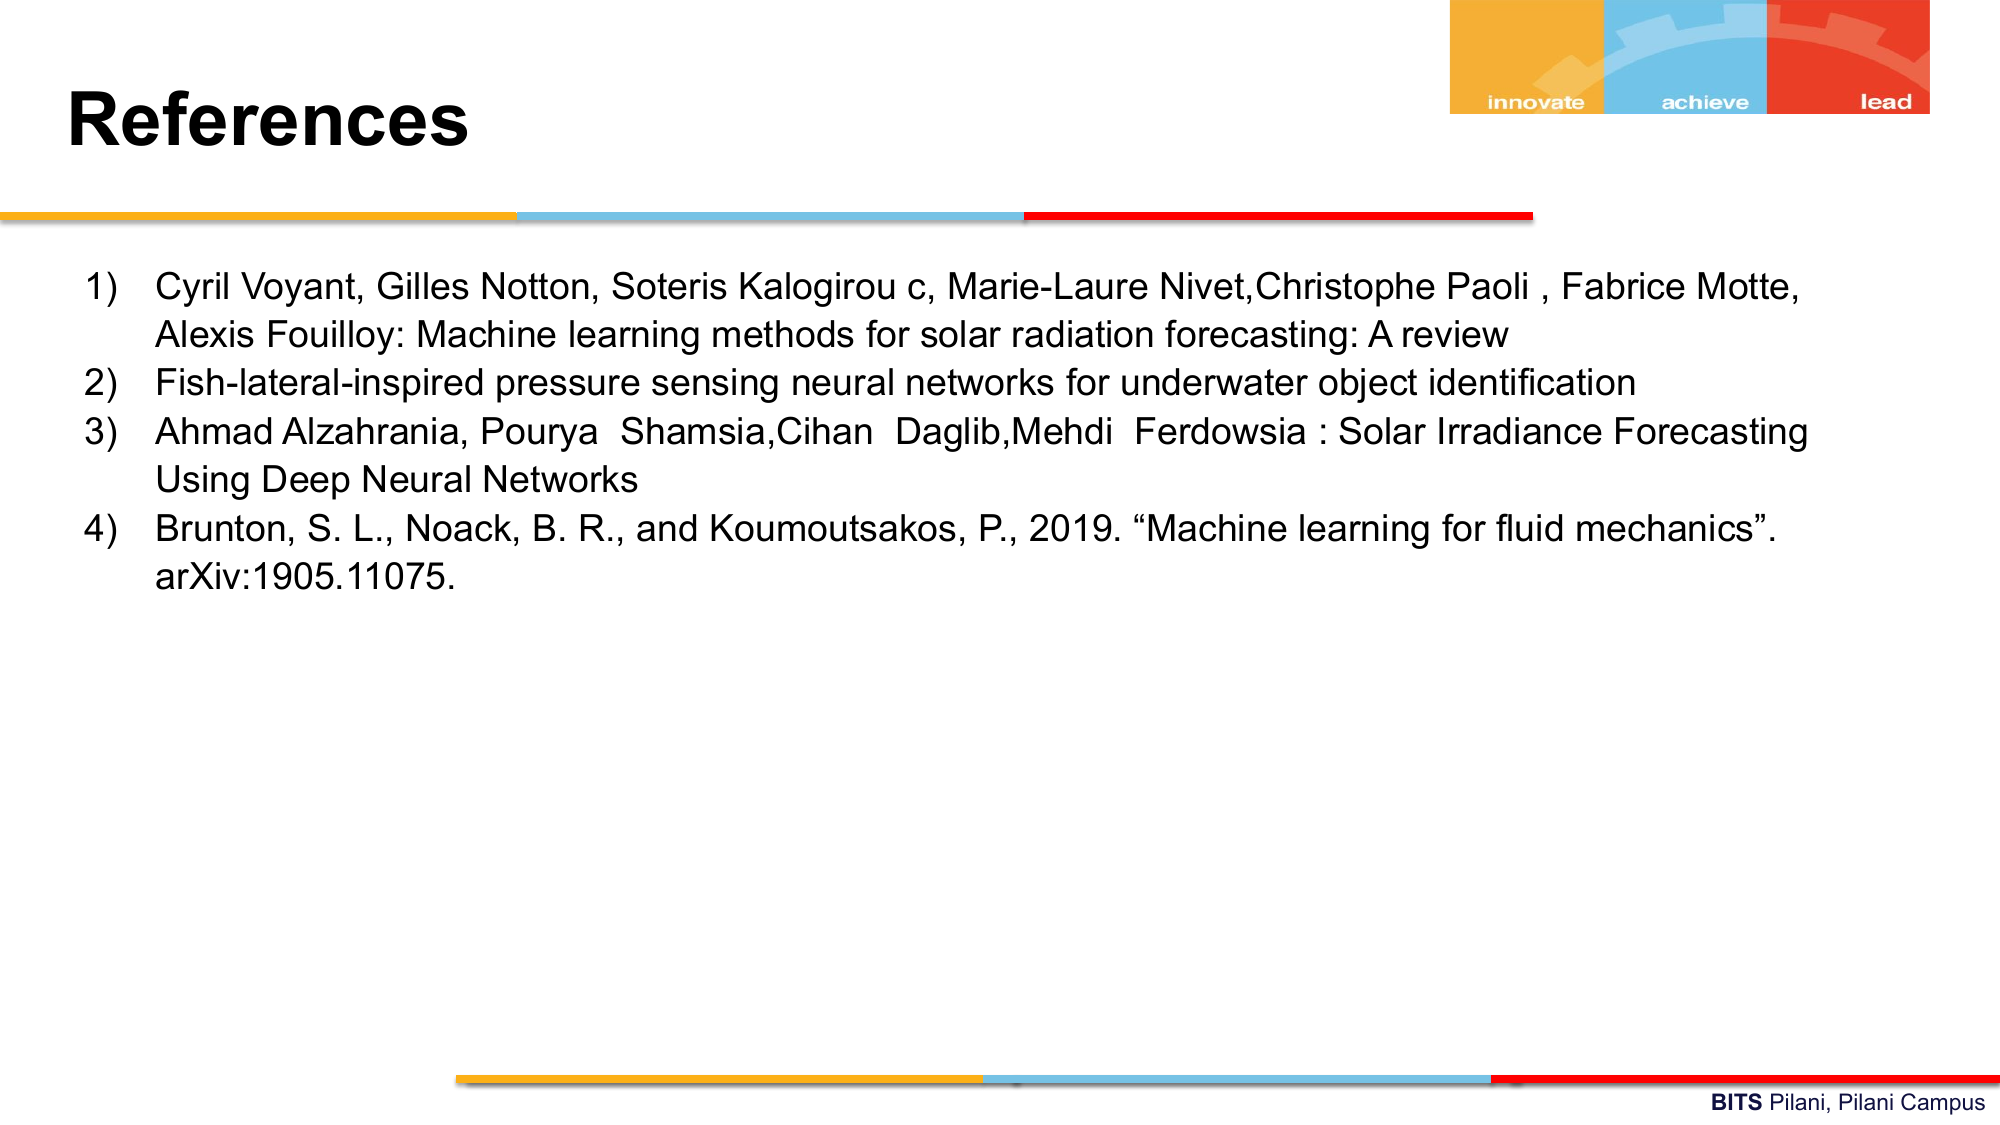 innovate achieve lead
References
1) Cyril Voyant, Gilles Notton, Soteris Kalogirou c, Marie-Laure Nivet,Christophe Paoli , Fabrice Motte,
Alexis Fouilloy: Machine learning methods for solar radiation forecasting: A review
2) Fish-lateral-inspired pressure sensing neural networks for underwater object identification
3) Ahmad Alzahrania, Pourya  Shamsia,Cihan  Daglib,Mehdi  Ferdowsia : Solar Irradiance Forecasting
Using Deep Neural Networks
4) Brunton, S. L., Noack, B. R., and Koumoutsakos, P., 2019. “Machine learning for fluid mechanics”.
arXiv:1905.11075.
BITS Pilani, Pilani Campus